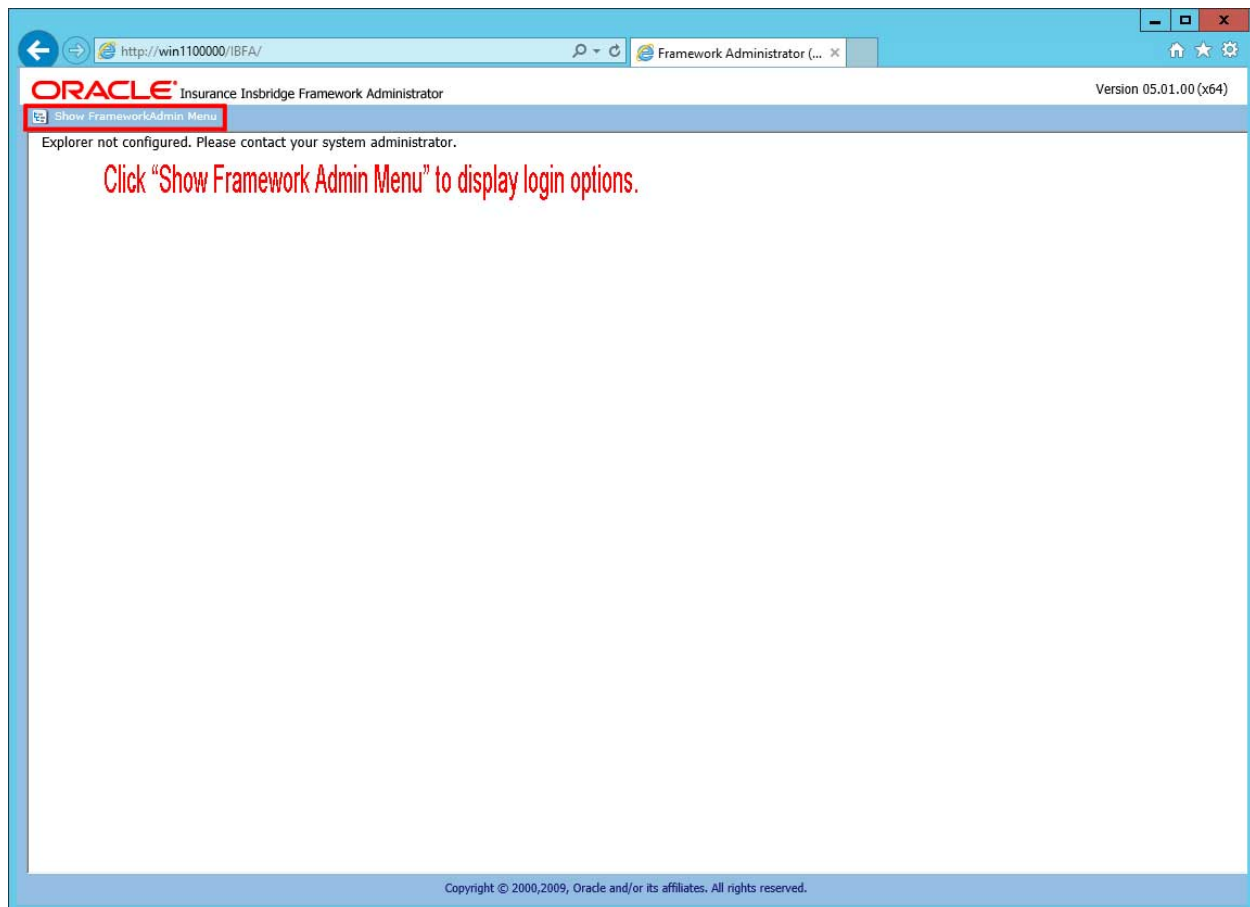 http://win1100000/IBFA/
Framework Administrator (...
ORACLE Insurance Insbridge Framework Administrator
Version 05.01.00 (x64)
Show FrameworkAdmin Menu
Explorer not configured. Please contact your system administrator.
Click “Show Framework Admin Menu” to display login options.
Copyright © 2000,2009, Oracle and/or its affiliates. All rights reserved.